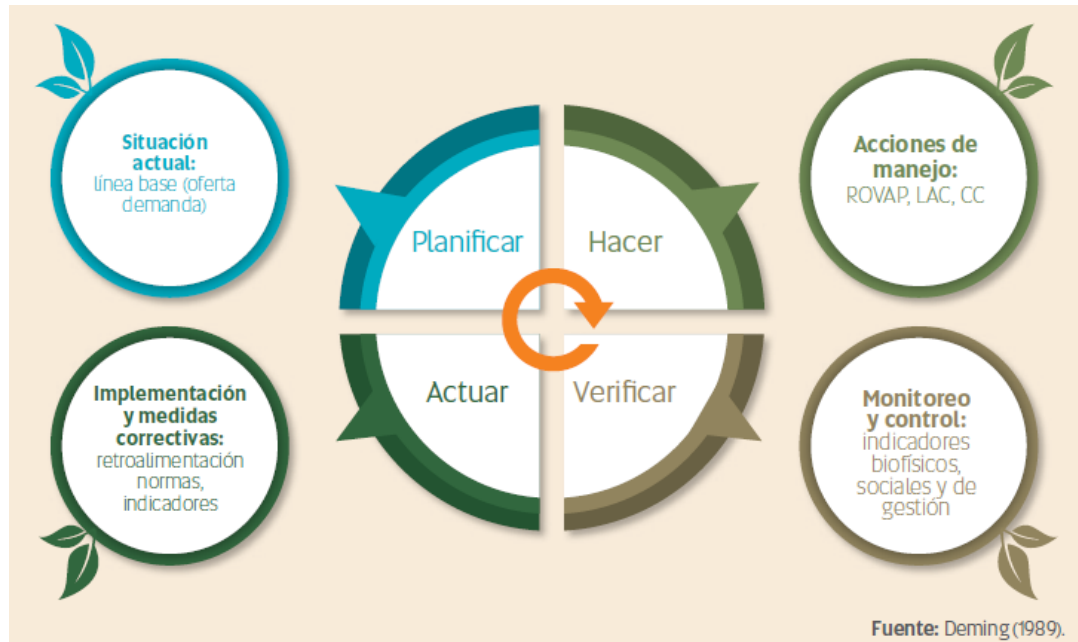 Situación
actual:
línea base (oferta
demanda)
Planificar
Hacer
Acciones de
manejo:
ROVAP, LAC, CC
Implementación
y medidas
correctivas:
retroalimentación
normas,
indicadores
Actuar
Verificar
Monitoreo
y control:
indicadores
biofísicos,
sociales y de
gestión
Fuente: Deming (1989).